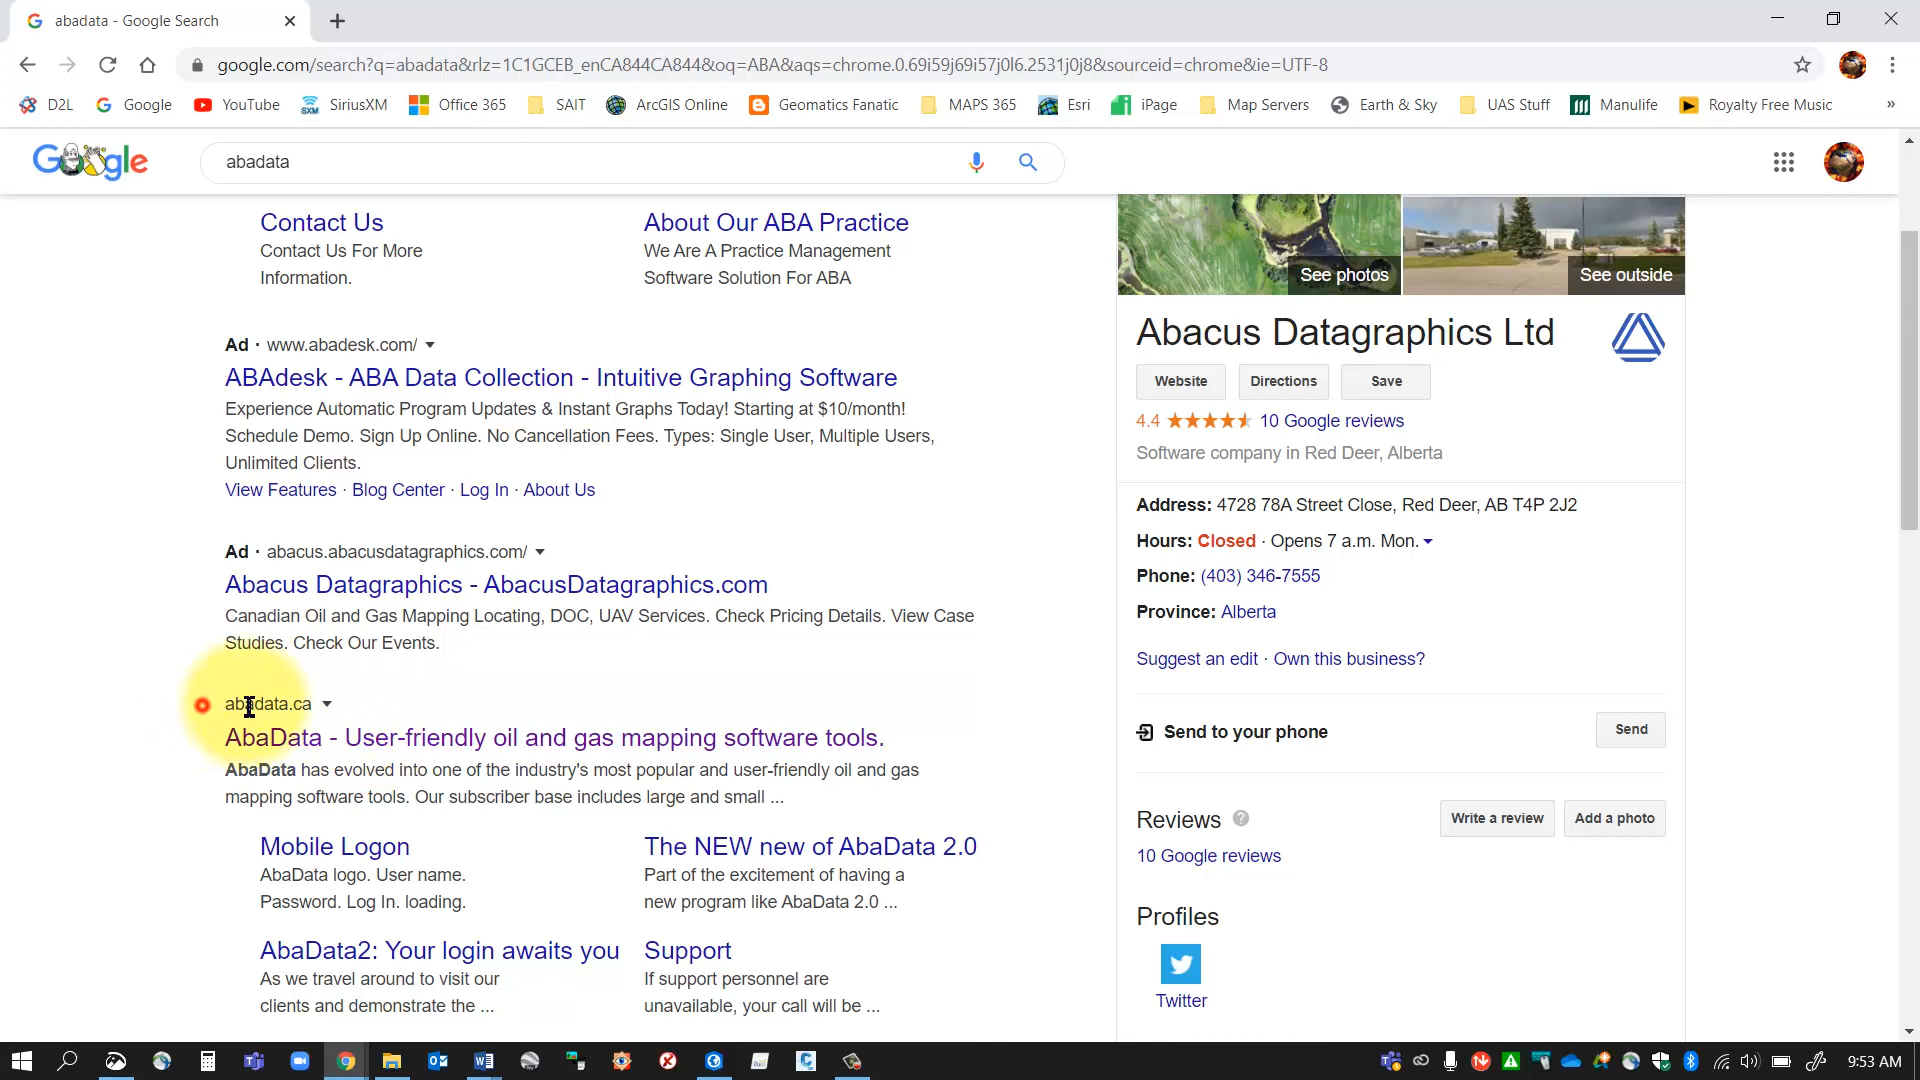 abadata - Google Search
google.com/search?q=abadata&rlz=1C1GCEB_enCA844CA844&oq=ABA&aqs=chrome.0.69i59j69i57j0l6.2531j0j8&sourceid=chrome&ie=UTF-8
D2L Google YouTube SiriusXM Office 365 SAIT ArcGIS Online Geomatics Fanatic MAPS 365 Esri iPage Map Servers Earth & Sky UAS Stuff Manulife Royalty Free Music »
Google
abadata
Contact Us
Contact Us For More
Information.
About Our ABA Practice
We Are A Practice Management
Software Solution For ABA
Ad · www.abadesk.com/
ABAdesk - ABA Data Collection - Intuitive Graphing Software
Experience Automatic Program Updates & Instant Graphs Today! Starting at $10/month!
Schedule Demo. Sign Up Online. No Cancellation Fees. Types: Single User, Multiple Users,
Unlimited Clients.
View Features · Blog Center · Log In · About Us
Ad · abacus.abacusdatagraphics.com/
Abacus Datagraphics - AbacusDatagraphics.com
Canadian Oil and Gas Mapping Locating, DOC, UAV Services. Check Pricing Details. View Case
Studies. Check Our Events.
abadata.ca
AbaData - User-friendly oil and gas mapping software tools.
AbaData has evolved into one of the industry's most popular and user-friendly oil and gas
mapping software tools. Our subscriber base includes large and small ...
Mobile Logon
AbaData logo. User name.
Password. Log In. loading.
The NEW new of AbaData 2.0
Part of the excitement of having a
new program like AbaData 2.0 ...
AbaData2: Your login awaits you
As we travel around to visit our
clients and demonstrate the ...
Support
If support personnel are
unavailable, your call will be ...
See photos
See outside
Abacus Datagraphics Ltd
Website
Directions
Save
4.4 10 Google reviews
Software company in Red Deer, Alberta
Address: 4728 78A Street Close, Red Deer, AB T4P 2J2
Hours: Closed · Opens 7 a.m. Mon.
Phone: (403) 346-7555
Province: Alberta
Suggest an edit · Own this business?
Send to your phone
Send
Reviews
Write a review
Add a photo
10 Google reviews
Profiles
Twitter
9:53 AM